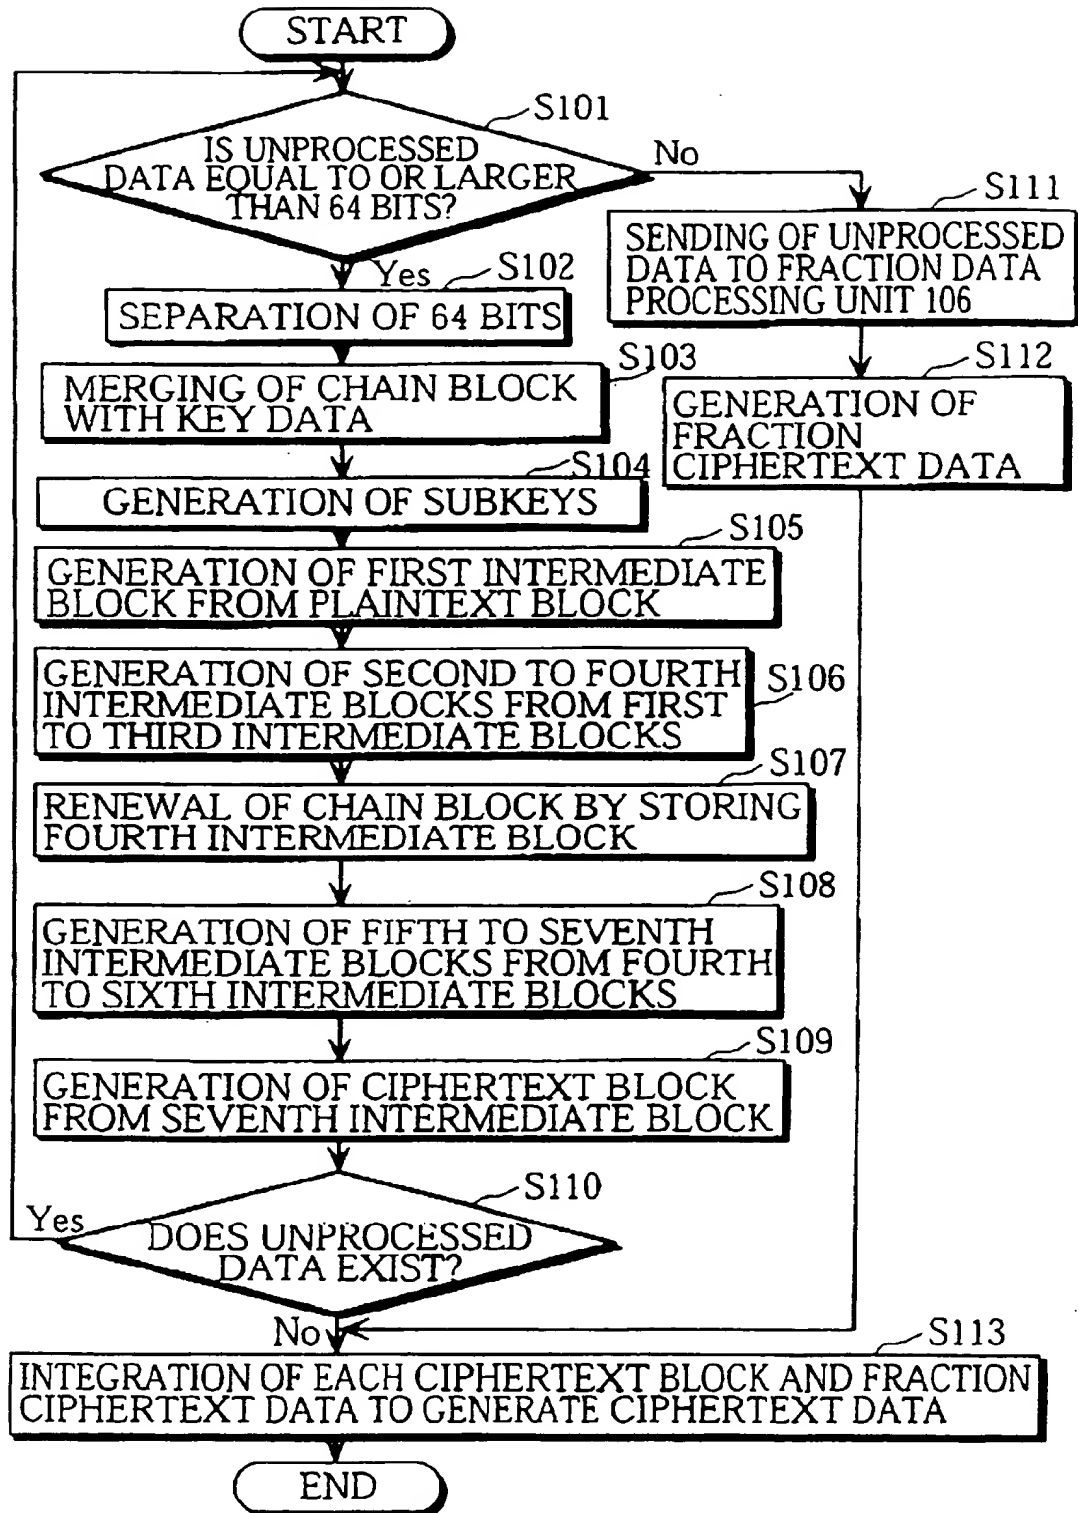 START
S101
IS UNPROCESSED
DATA EQUAL TO OR LARGER
THAN 64 BITS?
No
Yes
S111
SENDING OF UNPROCESSED
DATA TO FRACTION DATA
PROCESSING UNIT 106
S102
SEPARATION OF 64 BITS
S103
MERGING OF CHAIN BLOCK
WITH KEY DATA
S112
GENERATION OF
FRACTION
CIPHERTEXT DATA
S104
GENERATION OF SUBKEYS
S105
GENERATION OF FIRST INTERMEDIATE
BLOCK FROM PLAINTEXT BLOCK
S106
GENERATION OF SECOND TO FOURTH
INTERMEDIATE BLOCKS FROM FIRST
TO THIRD INTERMEDIATE BLOCKS
S107
RENEWAL OF CHAIN BLOCK BY STORING
FOURTH INTERMEDIATE BLOCK
S108
GENERATION OF FIFTH TO SEVENTH
INTERMEDIATE BLOCKS FROM FOURTH
TO SIXTH INTERMEDIATE BLOCKS
S109
GENERATION OF CIPHERTEXT BLOCK
FROM SEVENTH INTERMEDIATE BLOCK
S110
Yes
DOES UNPROCESSED
DATA EXIST?
No
S113
INTEGRATION OF EACH CIPHERTEXT BLOCK AND FRACTION
CIPHERTEXT DATA TO GENERATE CIPHERTEXT DATA
END